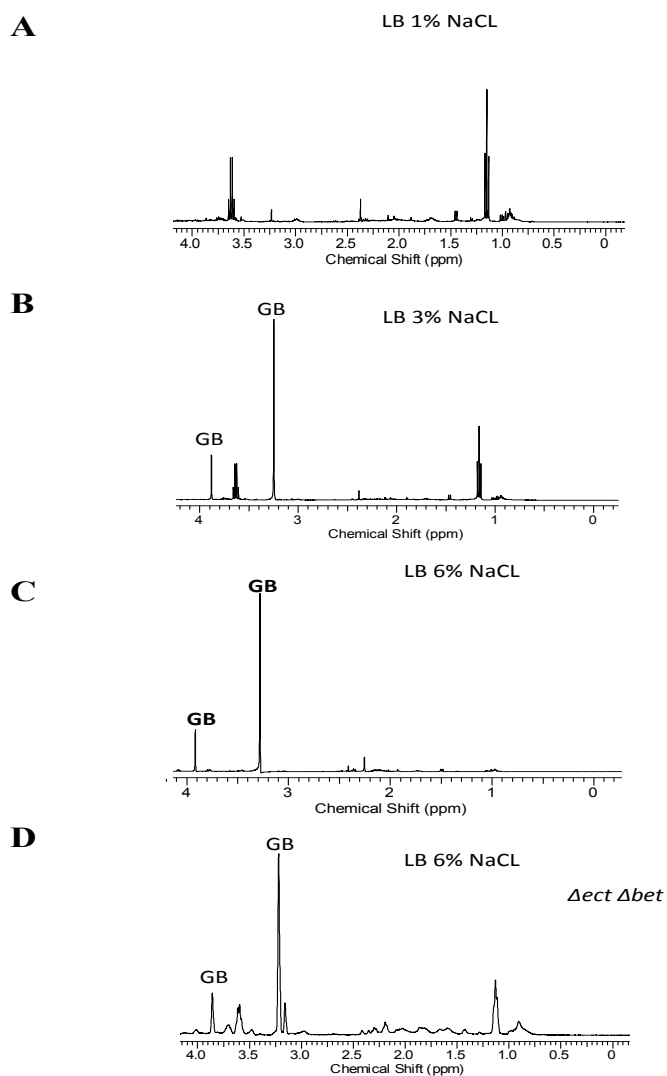 A
LB 1% NaCL
4.0 3.5 3.0 2.5 2.0 1.5 1.0 0.5 0
Chemical Shift (ppm)
B
GB
LB 3% NaCL
GB
4 3 2 1 0
Chemical Shift (ppm)
C
LB 6% NaCL
GB
GB
4 3 2 1 0
Chemical Shift (ppm)
D
GB
LB 6% NaCL
Δect Δbet
GB
4.0 3.5 3.0 2.5 2.0 1.5 1.0 0.5 0
Chemical Shift (ppm)